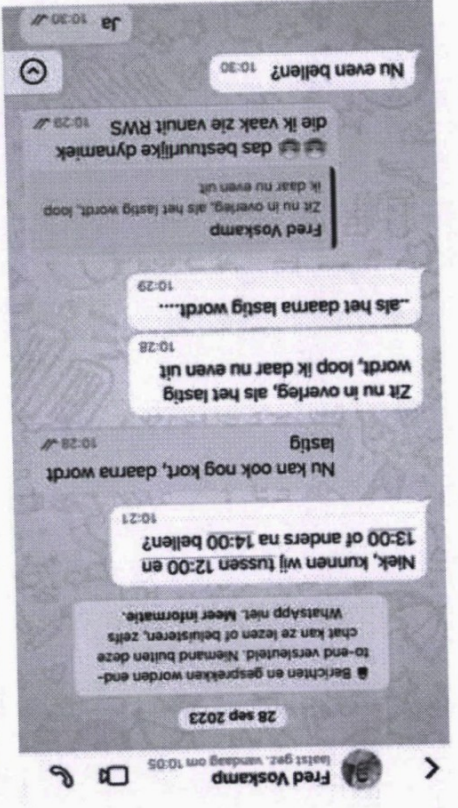 Fred Voskamp
laatst gez. vandaag om 10:05
28 sep 2023
Berichten en gesprekken worden end-
to-end versleuteld. Niemand buiten deze
chat kan ze lezen of beluisteren, zelfs
WhatsApp niet. Meer informatie.
Niek, kunnen wij tussen 12:00 en
13:00 of anders na 14:00 bellen?
10:21
Nu kan ook nog kort, daarna wordt
lastig
10:28
Zit nu in overleg, als het lastig
wordt, loop ik daar nu even uit
10:28
..als het daarna lastig wordt....
10:29
Fred Voskamp
Zit nu in overleg, als het lastig wordt, loop
ik daar nu even uit
das bestuurlijke dynamiek
die ik vaak zie vanuit RWS 10:29
Nu even bellen? 10:30
Ja 10:30